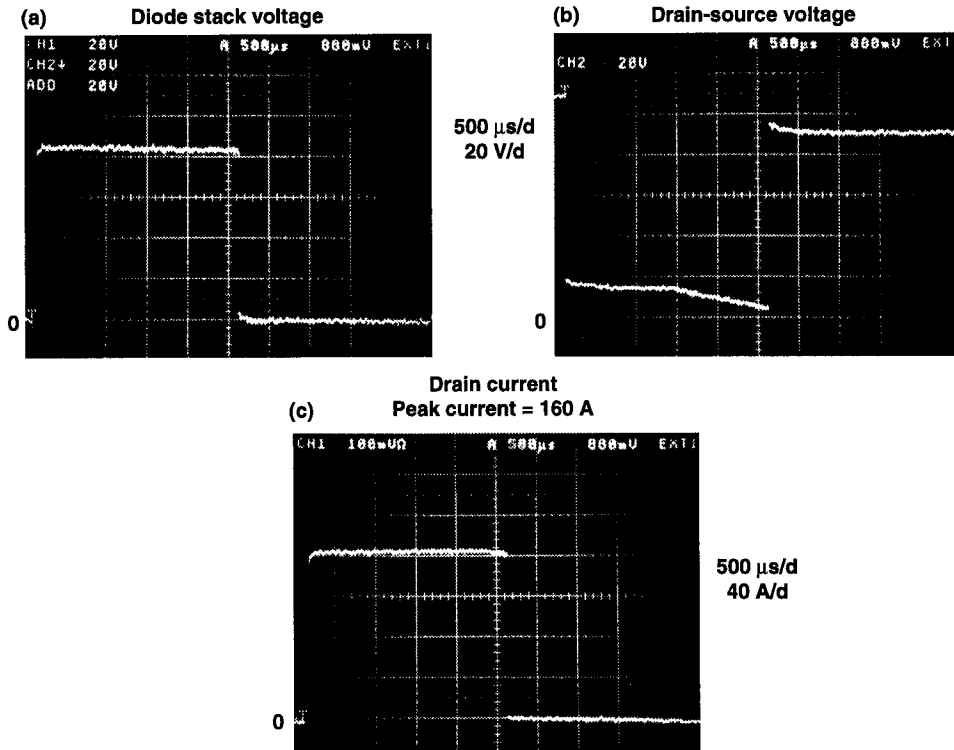 (a) Diode stack voltage
CH1 20V A 500µs 800mV EXT
CH2↓ 20V
ADD 20V
0
500 µs/d
20 V/d
(b) Drain-source voltage
A 500µs 800mV EXT
CH2 20V
0
Drain current
(c) Peak current = 160 A
CH1 100mVΩ A 500µs 800mV EXT
0
500 µs/d
40 A/d